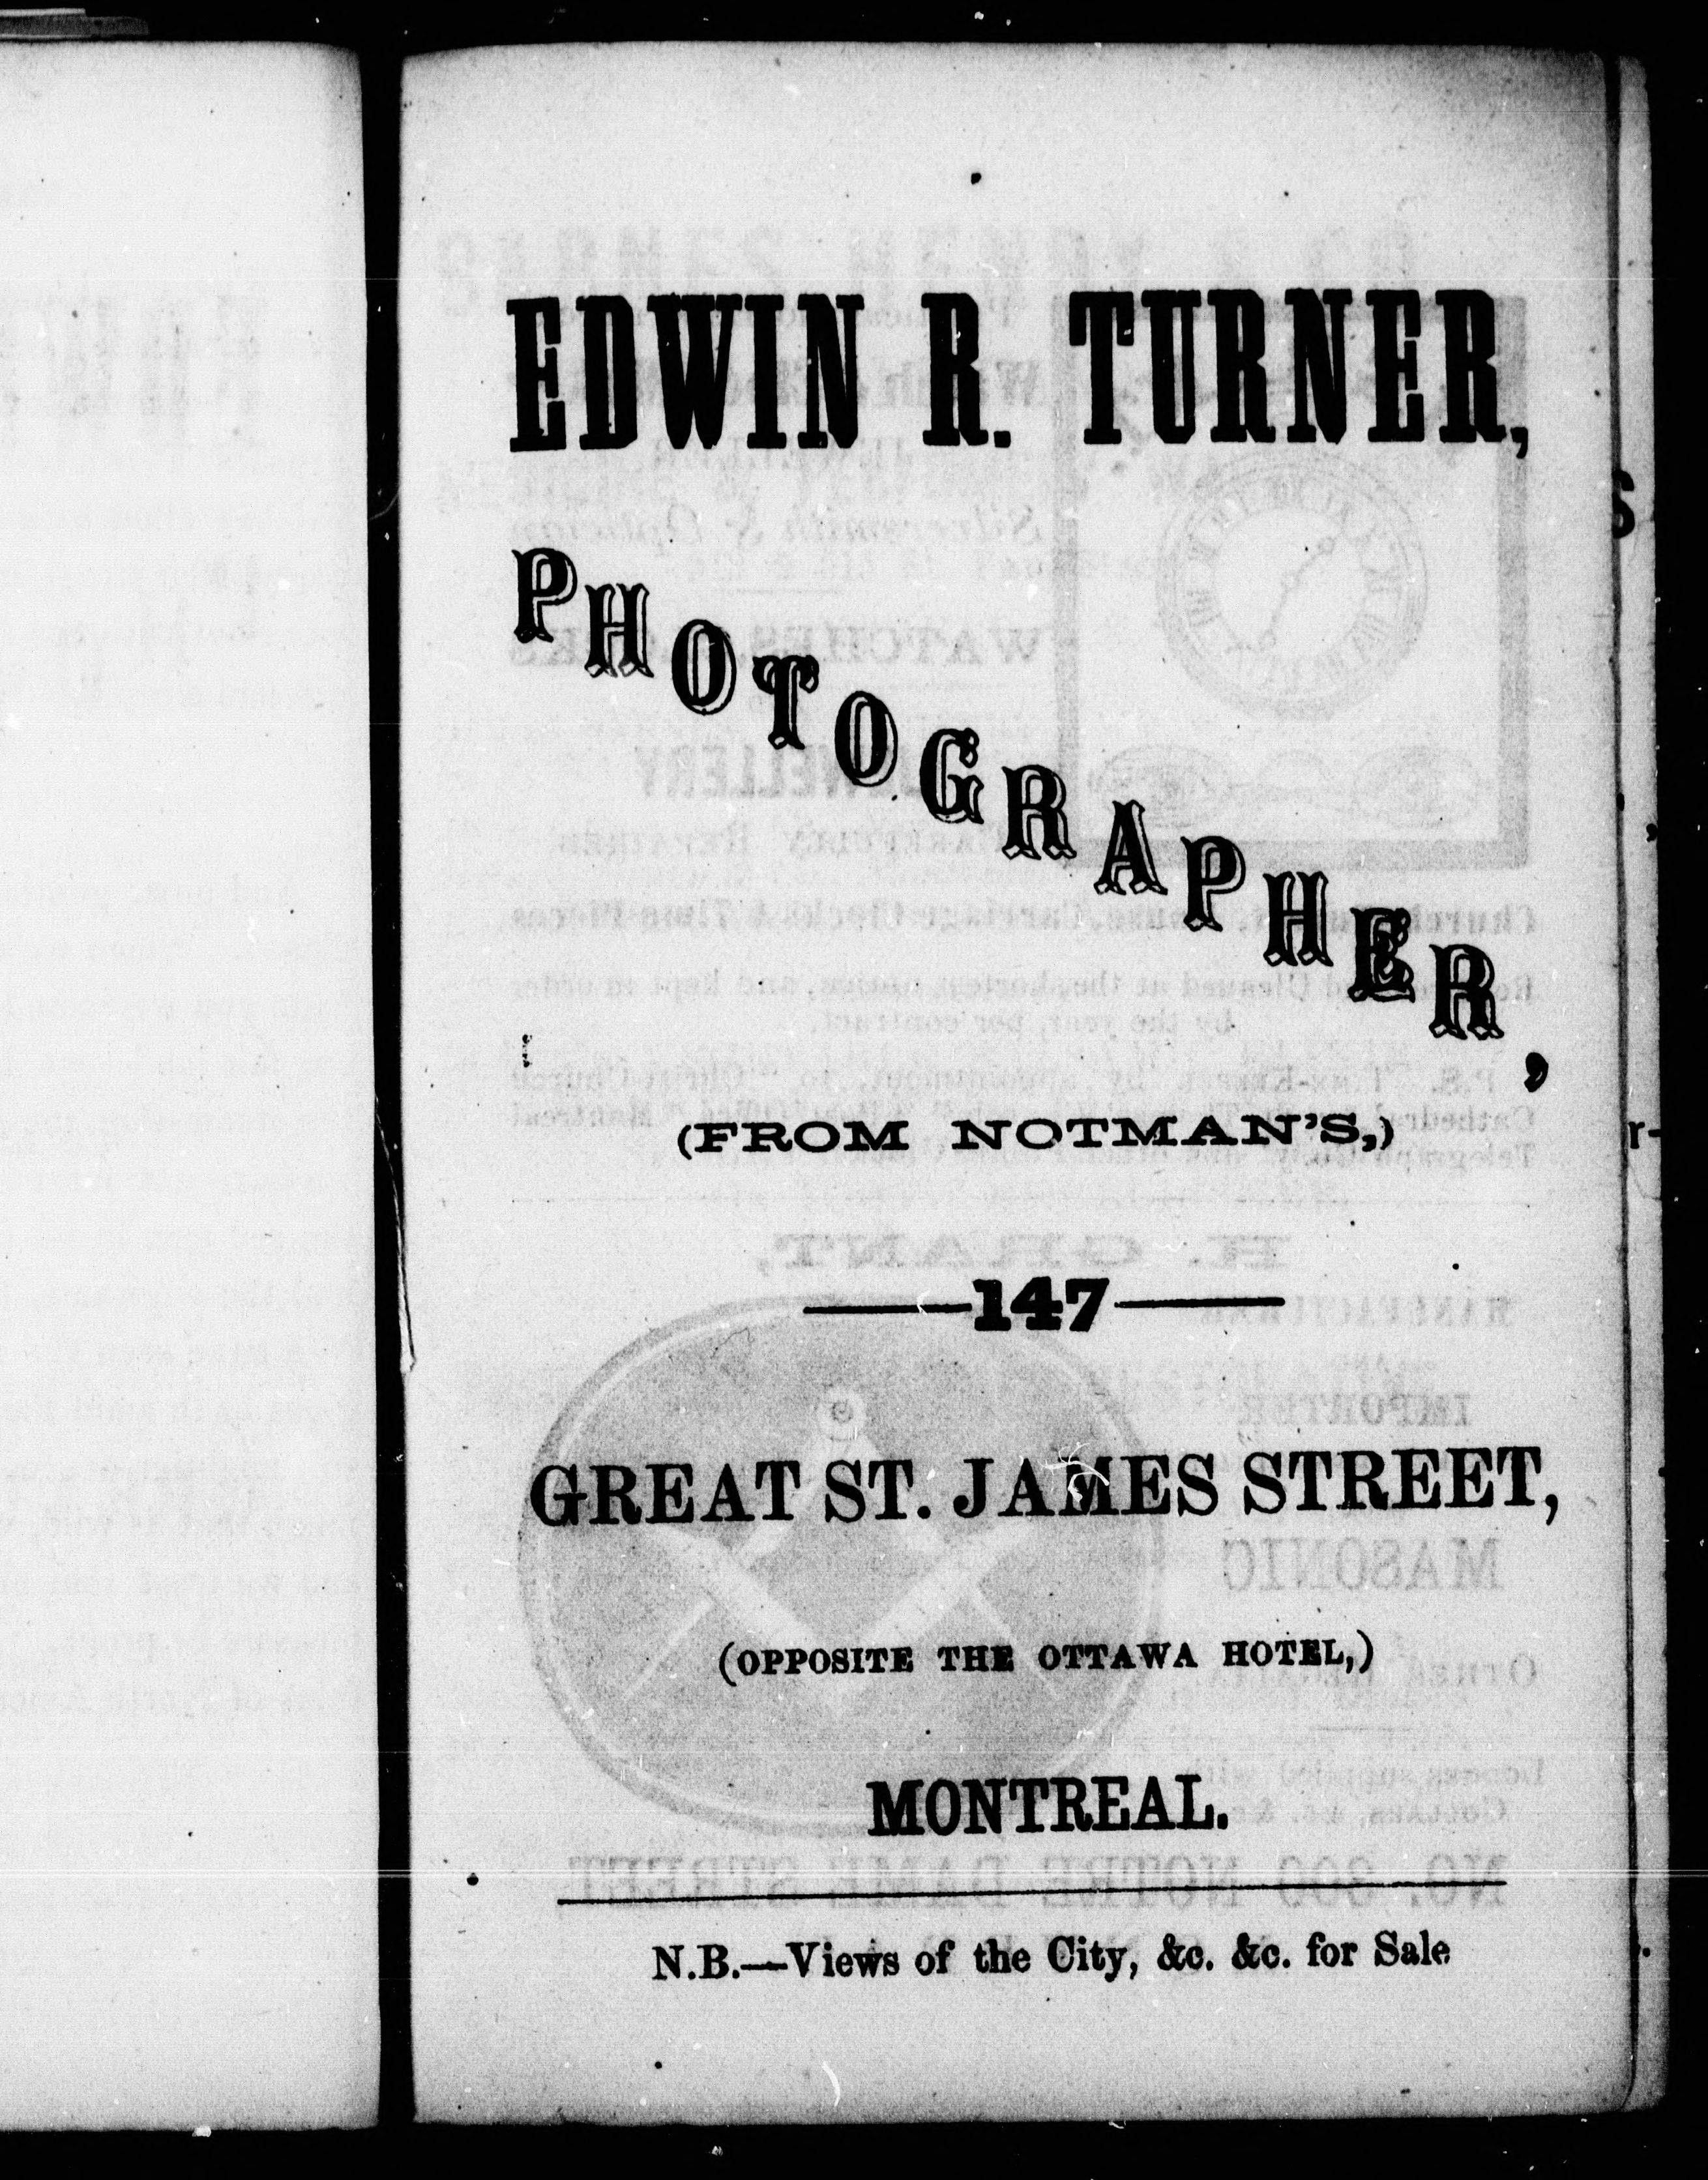 EDWIN R. TURNER,
PHOTOGRAPHER,
(FROM NOTMAN'S,)
147
GREAT ST. JAMES STREET,
(OPPOSITE THE OTTAWA HOTEL,)
MONTREAL.
N.B.—Views of the City, &c. &c. for Sale